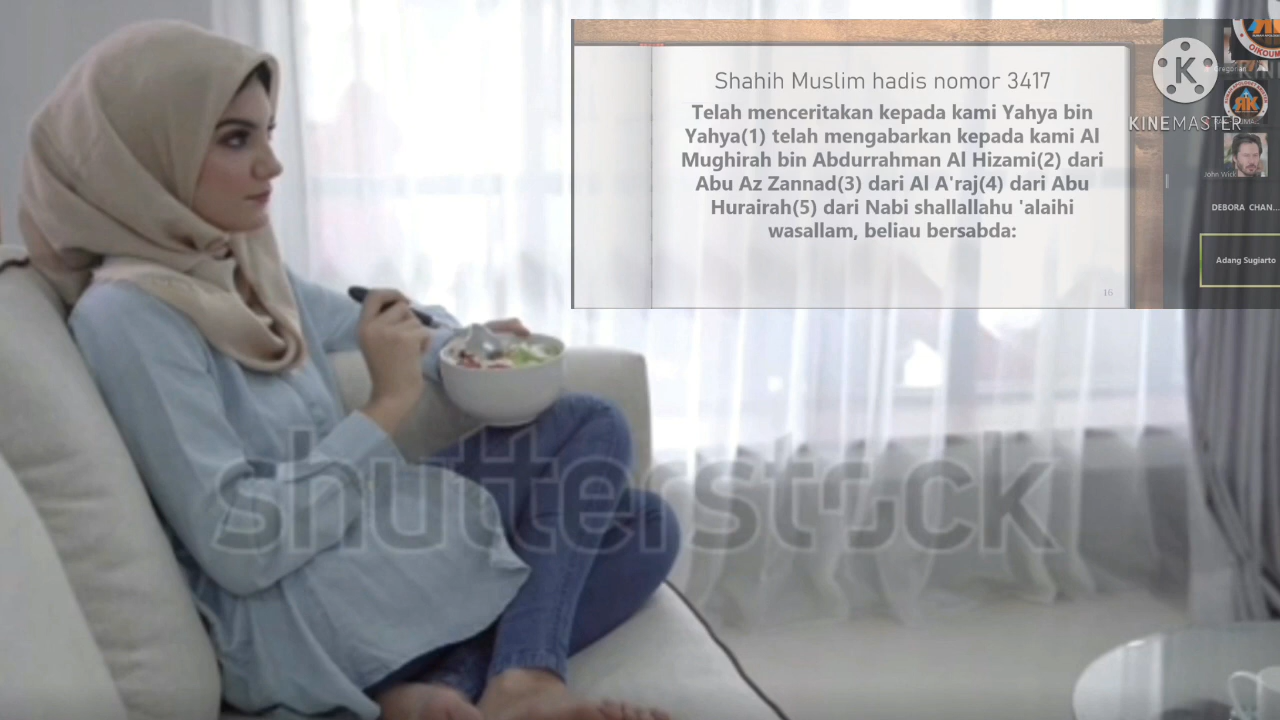 Shahih Muslim hadis nomor 3417
Telah menceritakan kepada kami Yahya bin
Yahya(1) telah mengabarkan kepada kami Al
Mughirah bin Abdurrahman Al Hizami(2) dari
Abu Az Zannad(3) dari Al A'raj(4) dari Abu
Hurairah(5) dari Nabi shallallahu 'alaihi
wasallam, beliau bersabda:
16
K
KINEMASTER
John Wick
DEBORA CHAN...
Adang Sugiarto
shutterstock